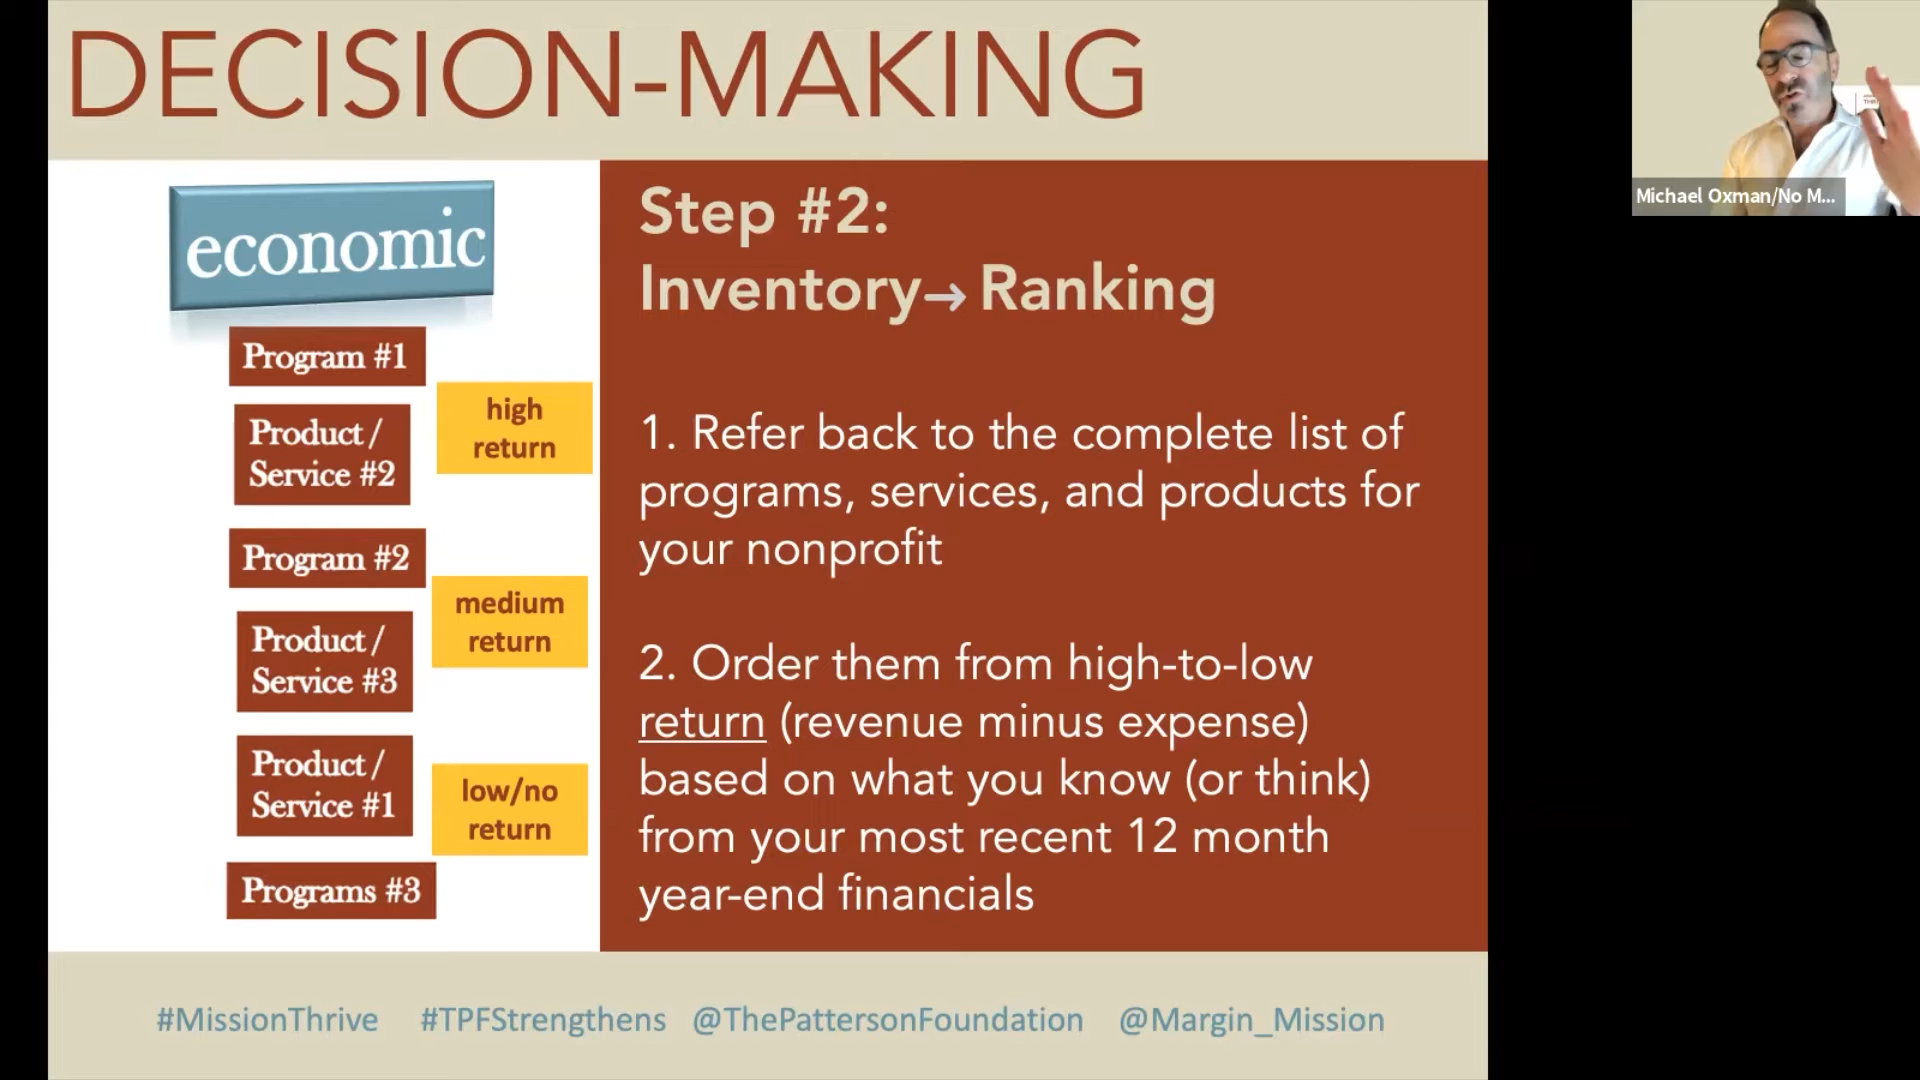 DECISION-MAKING
economic
Program #1
high
return
Product/
Service #2
Program #2
medium
return
Product/
Service #3
Product/
Service #1
low/no
return
Programs #3
Step #2:
Inventory→ Ranking
1. Refer back to the complete list of
programs, services, and products for
your nonprofit
2. Order them from high-to-low
return (revenue minus expense)
based on what you know (or think)
from your most recent 12 month
year-end financials
#MissionThrive #TPFStrengthens @ThePattersonFoundation @Margin_Mission
Michael Oxman/No M...